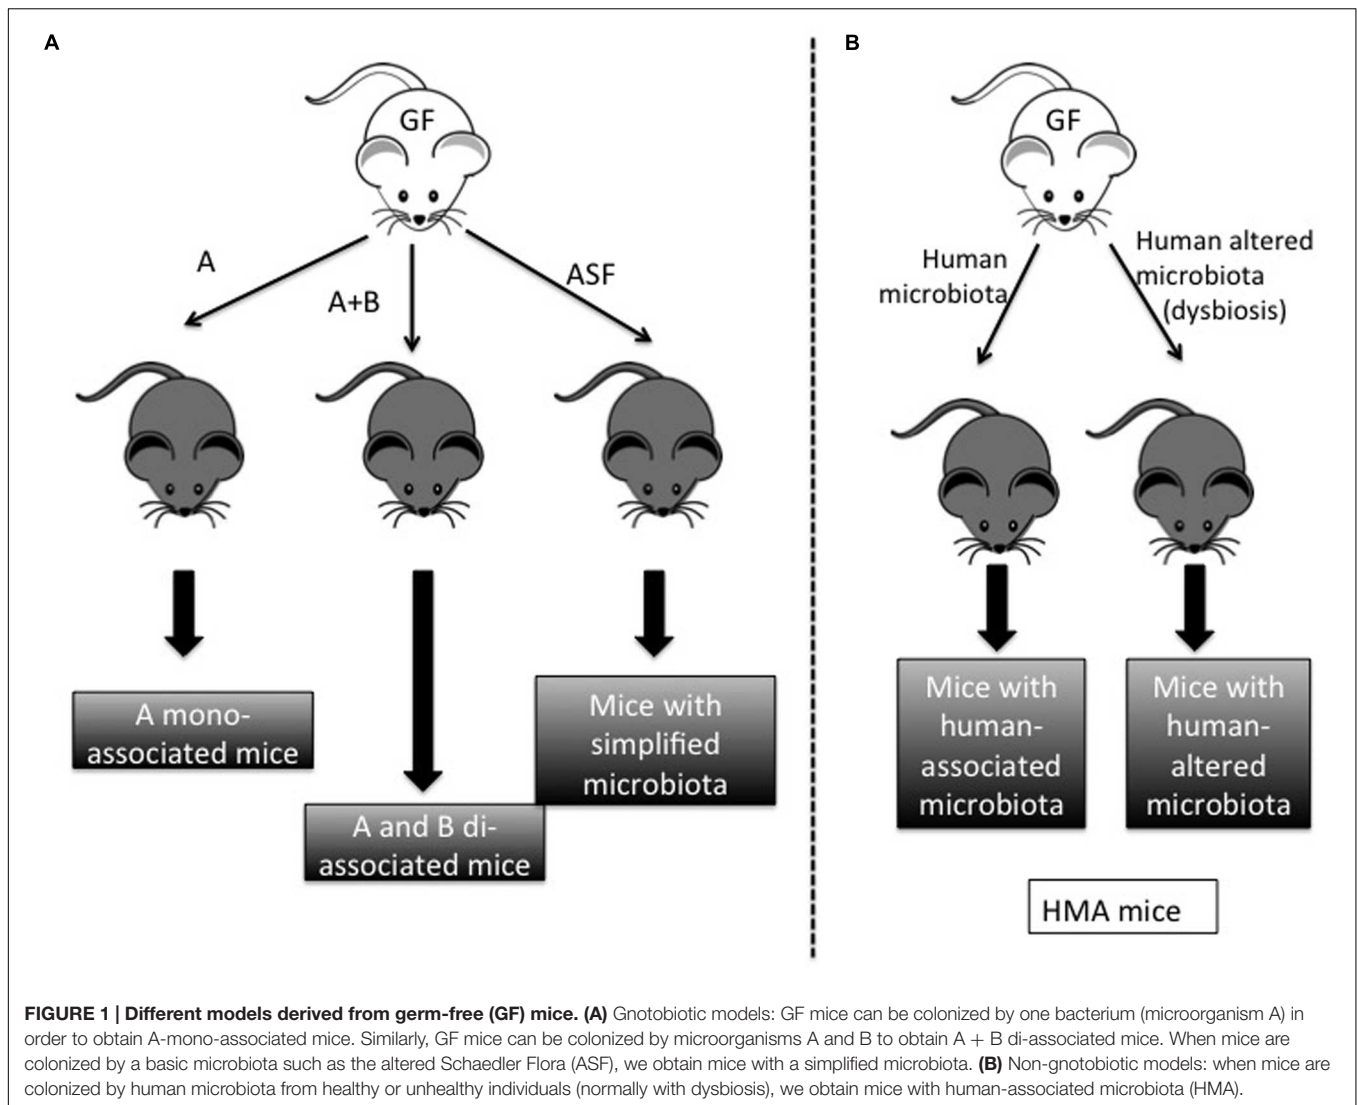 A
GF
A
A+B
ASF
A mono-
associated mice
A and B di-
associated mice
Mice with
simplified
microbiota
B
GF
Human
microbiota
Human altered
microbiota
(dysbiosis)
Mice with
human-
associated
microbiota
Mice with
human-
altered
microbiota
HMA mice
FIGURE 1 | Different models derived from germ-free (GF) mice. (A) Gnotobiotic models: GF mice can be colonized by one bacterium (microorganism A) in
order to obtain A-mono-associated mice. Similarly, GF mice can be colonized by microorganisms A and B to obtain A + B di-associated mice. When mice are
colonized by a basic microbiota such as the altered Schaedler Flora (ASF), we obtain mice with a simplified microbiota. (B) Non-gnotobiotic models: when mice are
colonized by human microbiota from healthy or unhealthy individuals (normally with dysbiosis), we obtain mice with human-associated microbiota (HMA).